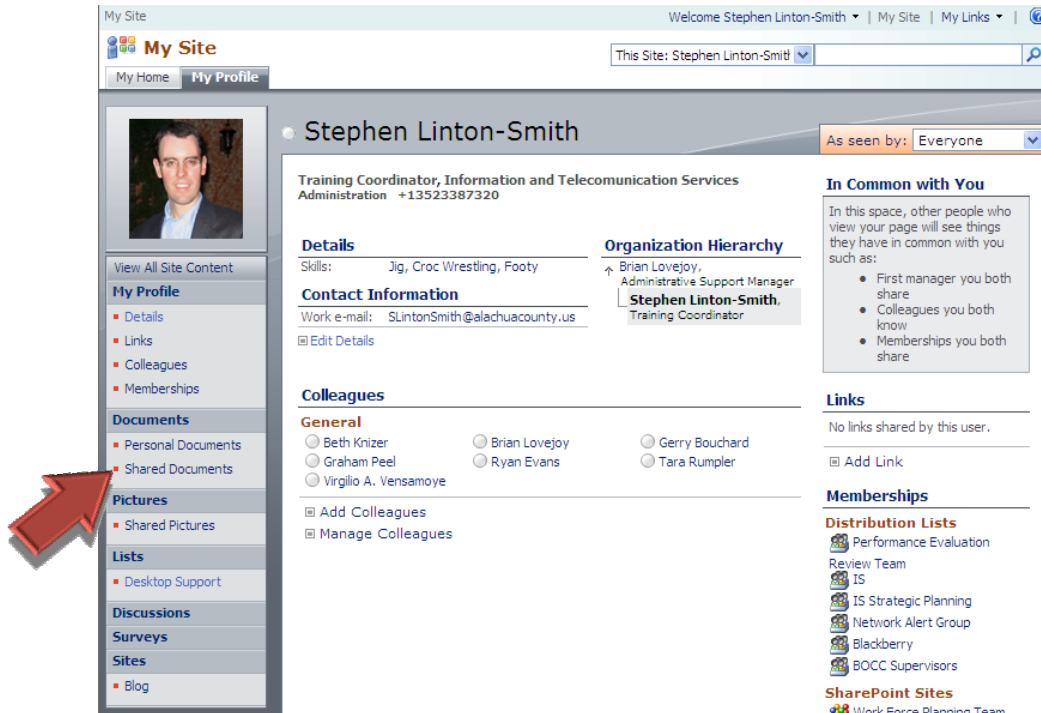 My Site
Welcome Stephen Linton-Smith | My Site | My Links |
My Site
This Site: Stephen Linton-Smit
My Home My Profile
Stephen Linton-Smith
As seen by: Everyone
Training Coordinator, Information and Telecomunication Services
Administration +13523387320
Details
Skills: Jig, Croc Wrestling, Footy
Contact Information
Work e-mail: SLintonSmith@alachuacounty.us
Edit Details
Organization Hierarchy
Brian Lovejoy,
Administrative Support Manager
Stephen Linton-Smith,
Training Coordinator
In Common with You
In this space, other people who
view your page will see things
they have in common with you
such as:
First manager you both
share
Colleagues you both
know
Memberships you both
share
View All Site Content
My Profile
Details
Links
Colleagues
Memberships
Documents
Personal Documents
Shared Documents
Pictures
Shared Pictures
Lists
Desktop Support
Discussions
Surveys
Sites
Blog
Colleagues
General
Beth Knizer Brian Lovejoy Gerry Bouchard
Graham Peel Ryan Evans Tara Rumpler
Virgilio A. Vensamoye
Add Colleagues
Manage Colleagues
Links
No links shared by this user.
Add Link
Memberships
Distribution Lists
Performance Evaluation
Review Team
IS
IS Strategic Planning
Network Alert Group
Blackberry
BOCC Supervisors
SharePoint Sites
Work Force Planning Team